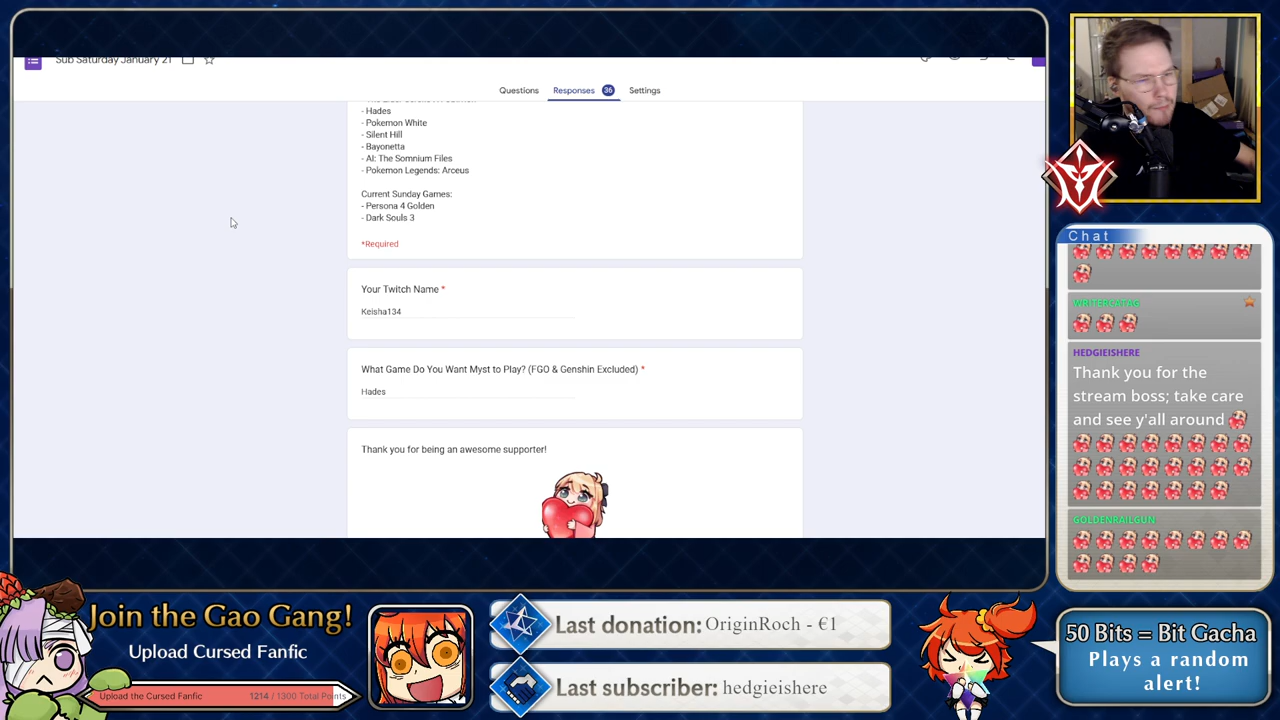 Sub Saturday January 21
Questions Responses 36 Settings
- Hades
- Pokemon White
- Silent Hill
- Bayonetta
- AI: The Somnium Files
- Pokemon Legends: Arceus
Current Sunday Games:
- Persona 4 Golden
- Dark Souls 3
*Required
Your Twitch Name *
Keisha134
What Game Do You Want Myst to Play? (FGO & Genshin Excluded) *
Hades
Thank you for being an awesome supporter!
Chat
WRITERCATAG
HEDGIEISHERE
Thank you for the
stream boss; take care
and see y'all around
GOLDENRAILGUN
Join the Gao Gang!
Upload Cursed Fanfic
Upload the Cursed Fanfic 1214 / 1300 Total Points
Last donation: OriginRoch - €1
Last subscriber: hedgieishere
50 Bits = Bit Gacha
Plays a random
alert!